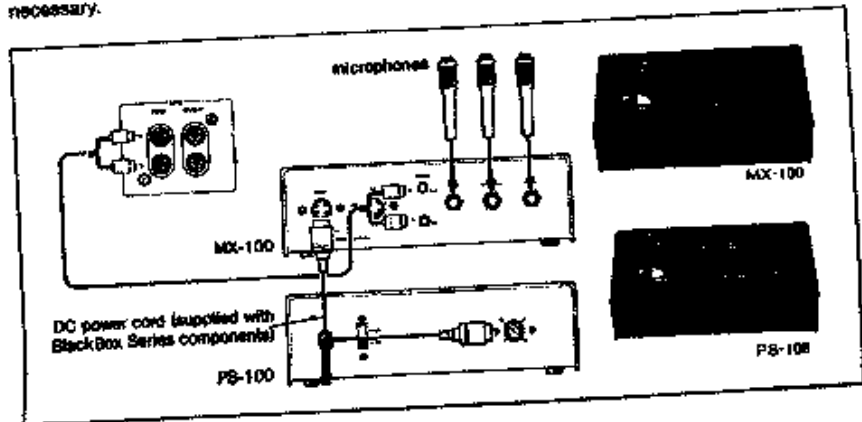 necessary.
microphones
MX-100
MX-100
DC power cord (supplied with
BlackBox Series components)
PS-100
PS-100